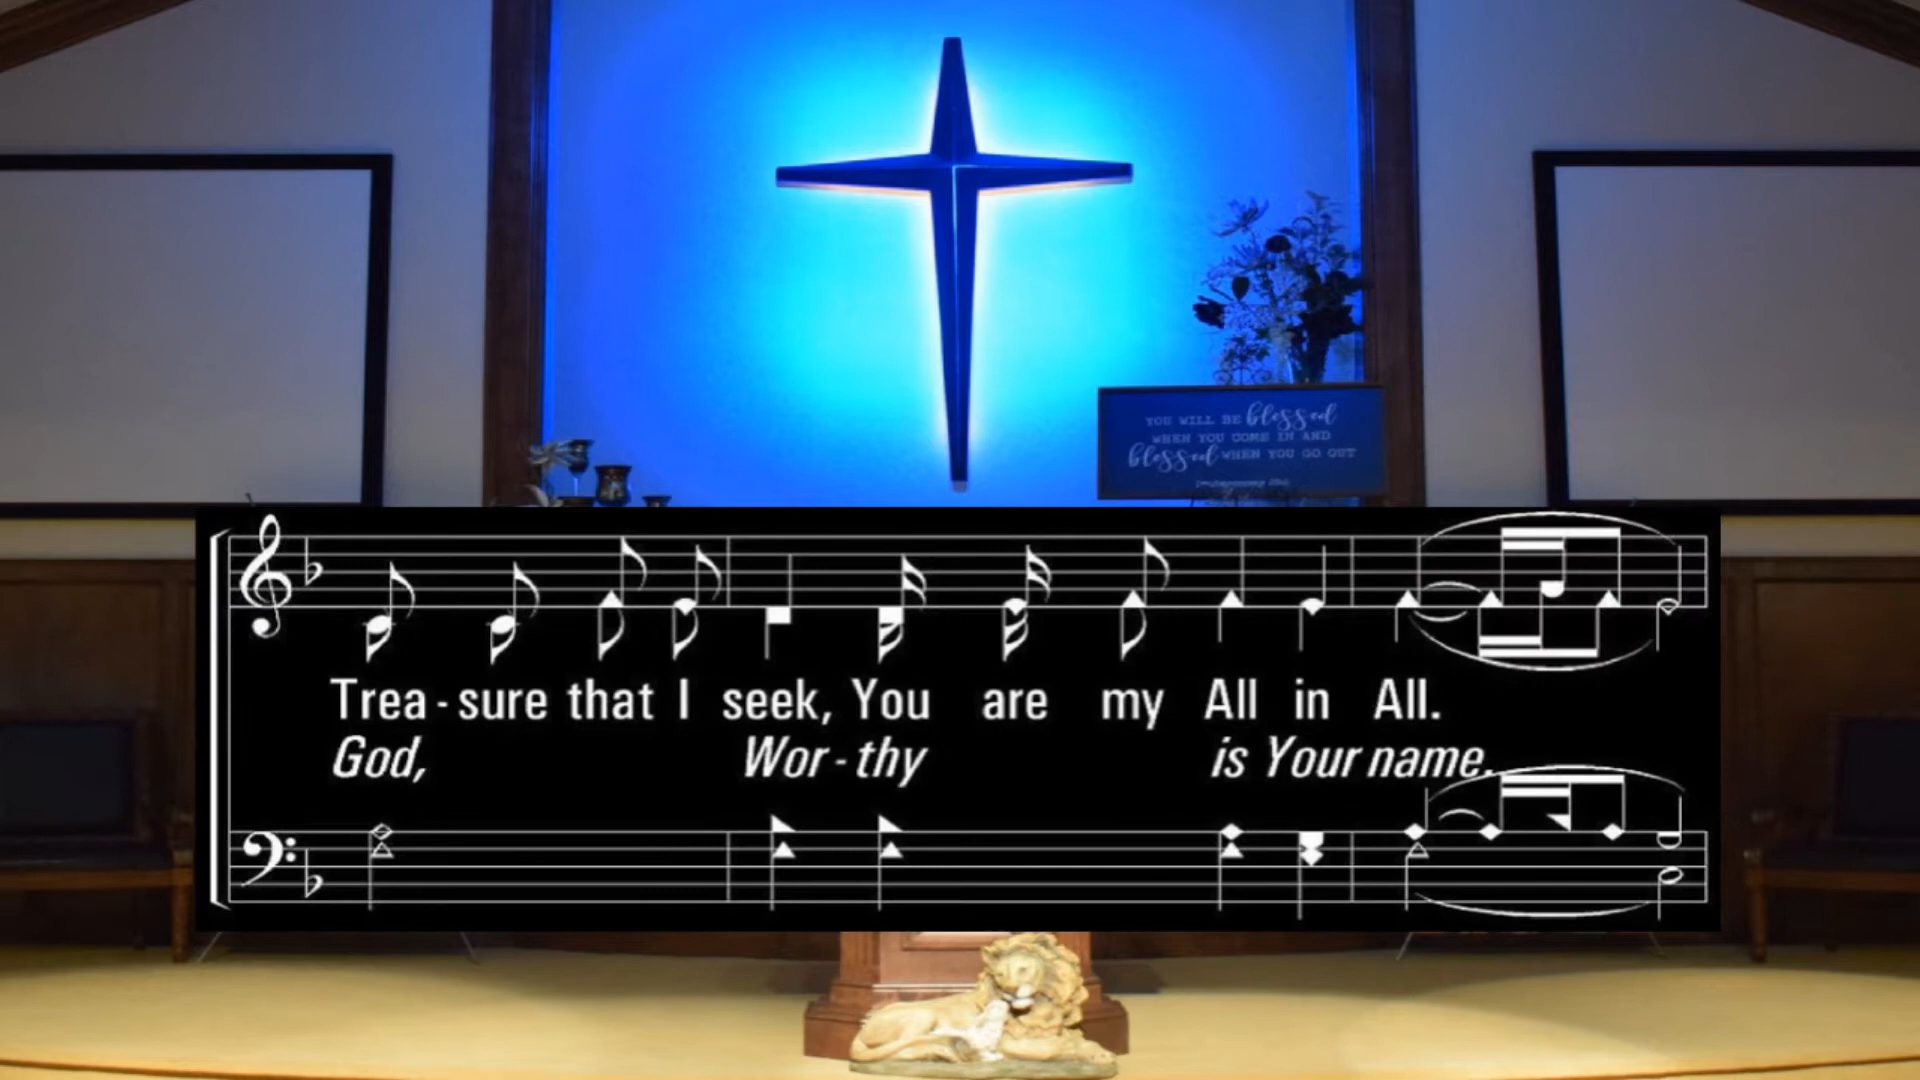 YOU WILL BE blessed
WHEN YOU COME IN AND
blessed WHEN YOU GO OUT
Trea - sure that I seek, You are my All in All.
God, Wor - thy is Your name.